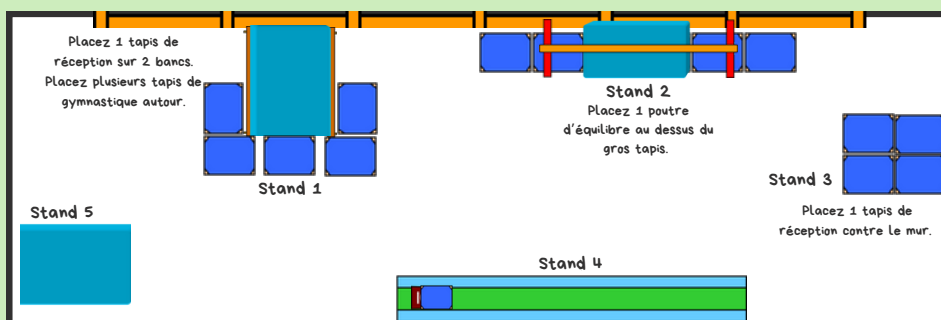 Placez 1 tapis de
réception sur 2 bancs.
Placez plusieurs tapis de
gymnastique autour.
Stand 1
Stand 2
Placez 1 poutre
d'équilibre au dessus du
gros tapis.
Stand 3
Placez 1 tapis de
réception contre le mur.
Stand 5
Stand 4